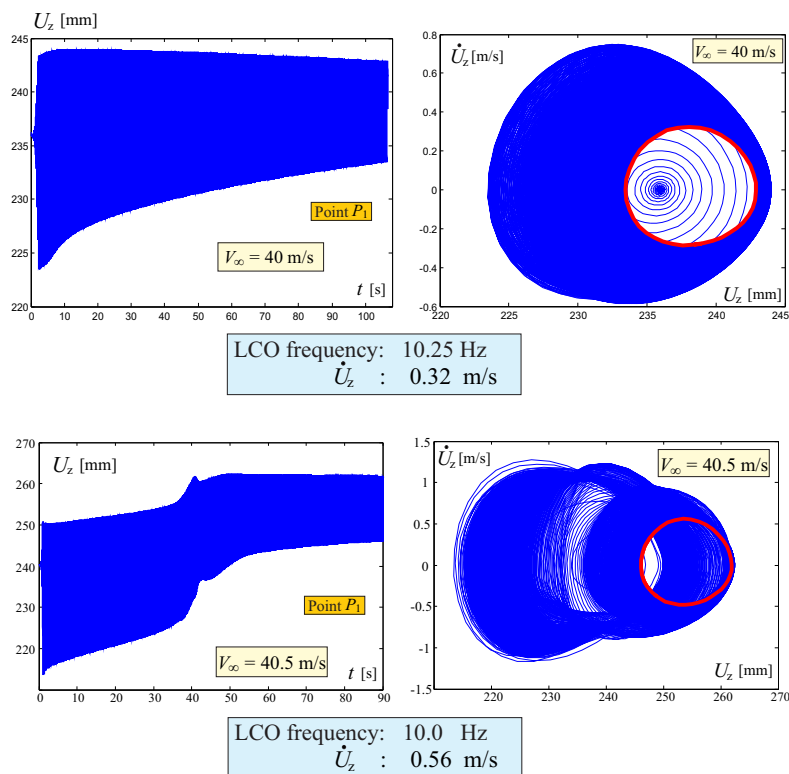 U_z [mm]
245
240
235
230
225
220
0 10 20 30 40 50 60 70 80 90 100
Point P_1
V_∞ = 40 m/s
t [s]
U̇_z [m/s]
V_∞ = 40 m/s
0.8
0.6
0.4
0.2
0
-0.2
-0.4
-0.6
220 225 230 235 240 245
U_z [mm]
LCO frequency: 10.25 Hz
U̇_z : 0.32 m/s
U_z [mm]
270
260
250
240
230
220
210
0 10 20 30 40 50 60 70 80 90
Point P_1
V_∞ = 40.5 m/s
t [s]
U̇_z [m/s]
V_∞ = 40.5 m/s
1.5
1
0.5
0
-0.5
-1
-1.5
220 230 240 250 260 270
U_z [mm]
LCO frequency: 10.0 Hz
U̇_z : 0.56 m/s